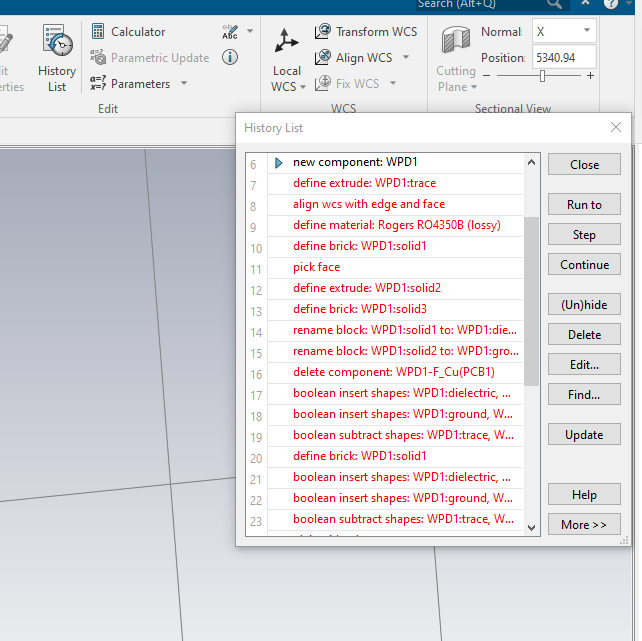 Search (Alt+Q)
?
Calculator
ABC
it
Parametric Update
erties
History
List
a=?
Parameters
Edit
Transform WCS
Align WCS
Fix WCS
Local
WCS
WCS
Cutting
Plane
Normal: X
Position: 5340.94
Sectional View
History List
6 new component: WPD1
7 define extrude: WPD1:trace
8 align wcs with edge and face
9 define material: Rogers RO4350B (lossy)
10 define brick: WPD1:solid1
11 pick face
12 define extrude: WPD1:solid2
13 define brick: WPD1:solid3
14 rename block: WPD1:solid1 to: WPD1:die...
15 rename block: WPD1:solid2 to: WPD1:gro...
16 delete component: WPD1-F_Cu(PCB1)
17 boolean insert shapes: WPD1:dielectric, ...
18 boolean insert shapes: WPD1:ground, W...
19 boolean subtract shapes: WPD1:trace, W...
20 define brick: WPD1:solid1
21 boolean insert shapes: WPD1:dielectric, ...
22 boolean insert shapes: WPD1:ground, W...
23 boolean subtract shapes: WPD1:trace, W...
Close
Run to
Step
Continue
(Un)hide
Delete
Edit...
Find...
Update
Help
More >>